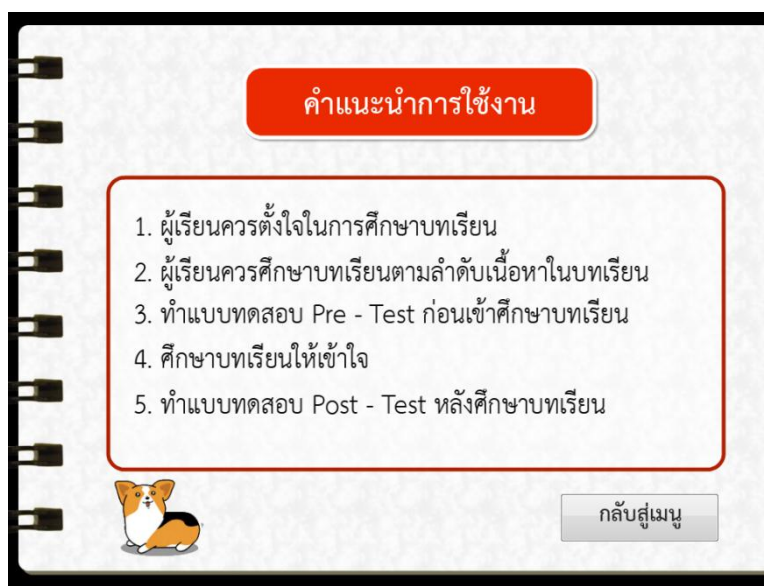 คำแนะนำการใช้งาน
1. ผู้เรียนควรตั้งใจในการศึกษาบทเรียน
2. ผู้เรียนควรศึกษาบทเรียนตามลำดับเนื้อหาในบทเรียน
3. ทำแบบทดสอบ Pre - Test ก่อนเข้าศึกษาบทเรียน
4. ศึกษาบทเรียนให้เข้าใจ
5. ทำแบบทดสอบ Post - Test หลังศึกษาบทเรียน
กลับสู่เมนู